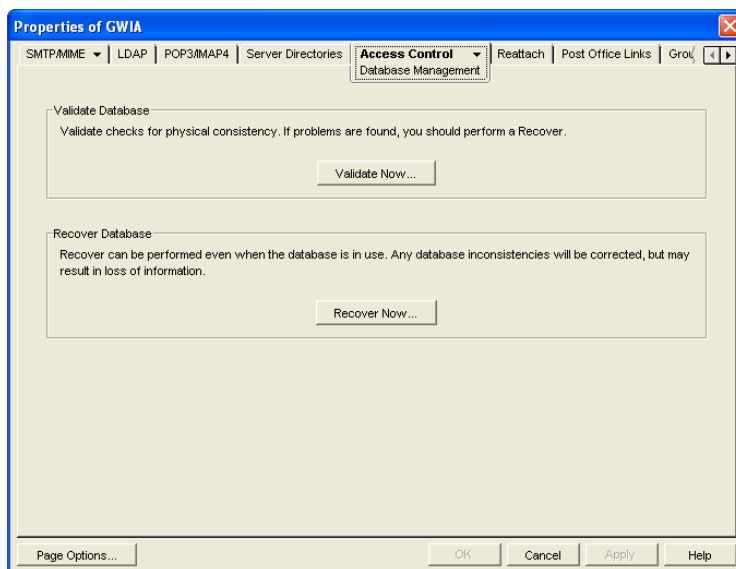 Properties of GWIA
SMTP/MIME LDAP POP3/IMAP4 Server Directories Access Control Reattach Post Office Links Grou
Database Management
Validate Database
Validate checks for physical consistency. If problems are found, you should perform a Recover.
Validate Now...
Recover Database
Recover can be performed even when the database is in use. Any database inconsistencies will be corrected, but may
result in loss of information.
Recover Now...
Page Options... OK Cancel Apply Help